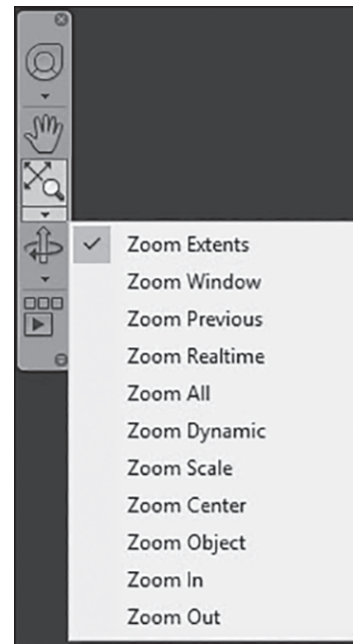 Zoom Extents
Zoom Window
Zoom Previous
Zoom Realtime
Zoom All
Zoom Dynamic
Zoom Scale
Zoom Center
Zoom Object
Zoom In
Zoom Out